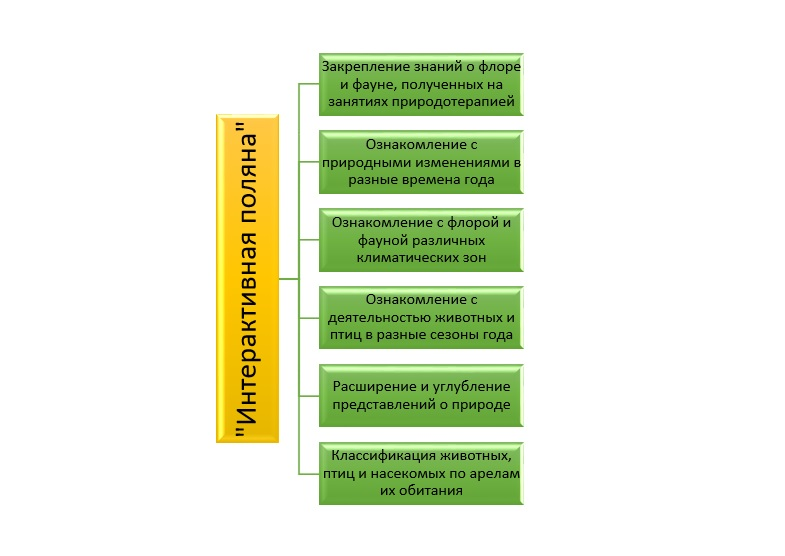 "Интерактивная поляна"
Закрепление знаний о флоре
и фауне, полученных на
занятиях природотерапией
Ознакомление с
природными изменениями в
разные времена года
Ознакомление с флорой и
фауной различных
климатических зон
Ознакомление с
деятельностью животных и
птиц в разные сезоны года
Расширение и углубление
представлений о природе
Классификация животных,
птиц и насекомых по арелам
их обитания